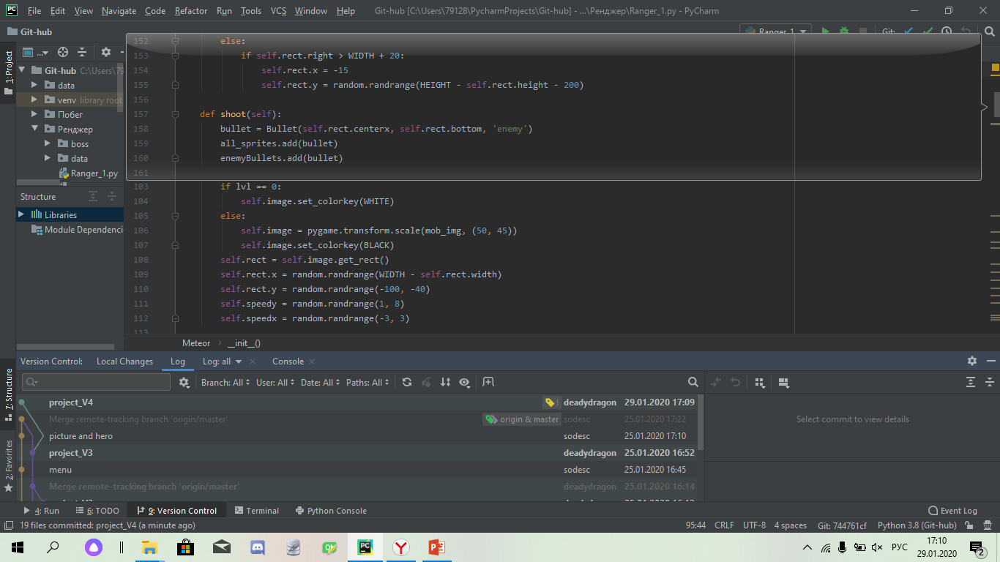 File Edit View Navigate Code Refactor Run Tools VCS Window Help Git-hub [C:\Users\79128\PycharmProjects\Git-hub] - ...\Ренджер\Ranger_1.py - PyCharm
Git-hub Ranger_1 Git:
1: Project
Git-hub C:\Users\79
data
venv library root
Побег
Ренджер
boss
data
Ranger_1.py
152 else:
153 if self.rect.right > WIDTH + 20:
154 self.rect.x = -15
155 self.rect.y = random.randrange(HEIGHT - self.rect.height - 200)
156
157 def shoot(self):
158 bullet = Bullet(self.rect.centerx, self.rect.bottom, 'enemy')
159 all_sprites.add(bullet)
160 enemyBullets.add(bullet)
161
103 if lvl == 0:
104 self.image.set_colorkey(WHITE)
105 else:
106 self.image = pygame.transform.scale(mob_img, (50, 45))
107 self.image.set_colorkey(BLACK)
108 self.rect = self.image.get_rect()
109 self.rect.x = random.randrange(WIDTH - self.rect.width)
110 self.rect.y = random.randrange(-100, -40)
111 self.speedy = random.randrange(1, 8)
112 self.speedx = random.randrange(-3, 3)
113
Structure
Libraries
Module Dependenci
Meteor › __init__()
Version Control: Local Changes Log Log: all Console
Branch: All User: All Date: All Paths: All
7: Structure
2: Favorites
project_V4 deadydragon 29.01.2020 17:09
Merge remote-tracking branch 'origin/master' origin & master sodesc 25.01.2020 17:22
picture and hero sodesc 25.01.2020 17:10
project_V3 deadydragon 25.01.2020 16:52
menu sodesc 25.01.2020 16:45
Merge remote-tracking branch 'origin/master' deadydragon 25.01.2020 16:14
Select commit to view details
4: Run 6: TODO 9: Version Control Terminal Python Console Event Log
19 files committed: project_V4 (a minute ago) 95:44 CRLF UTF-8 4 spaces Git: 744761cf Python 3.8 (Git-hub)
РУС 17:10
29.01.2020 2